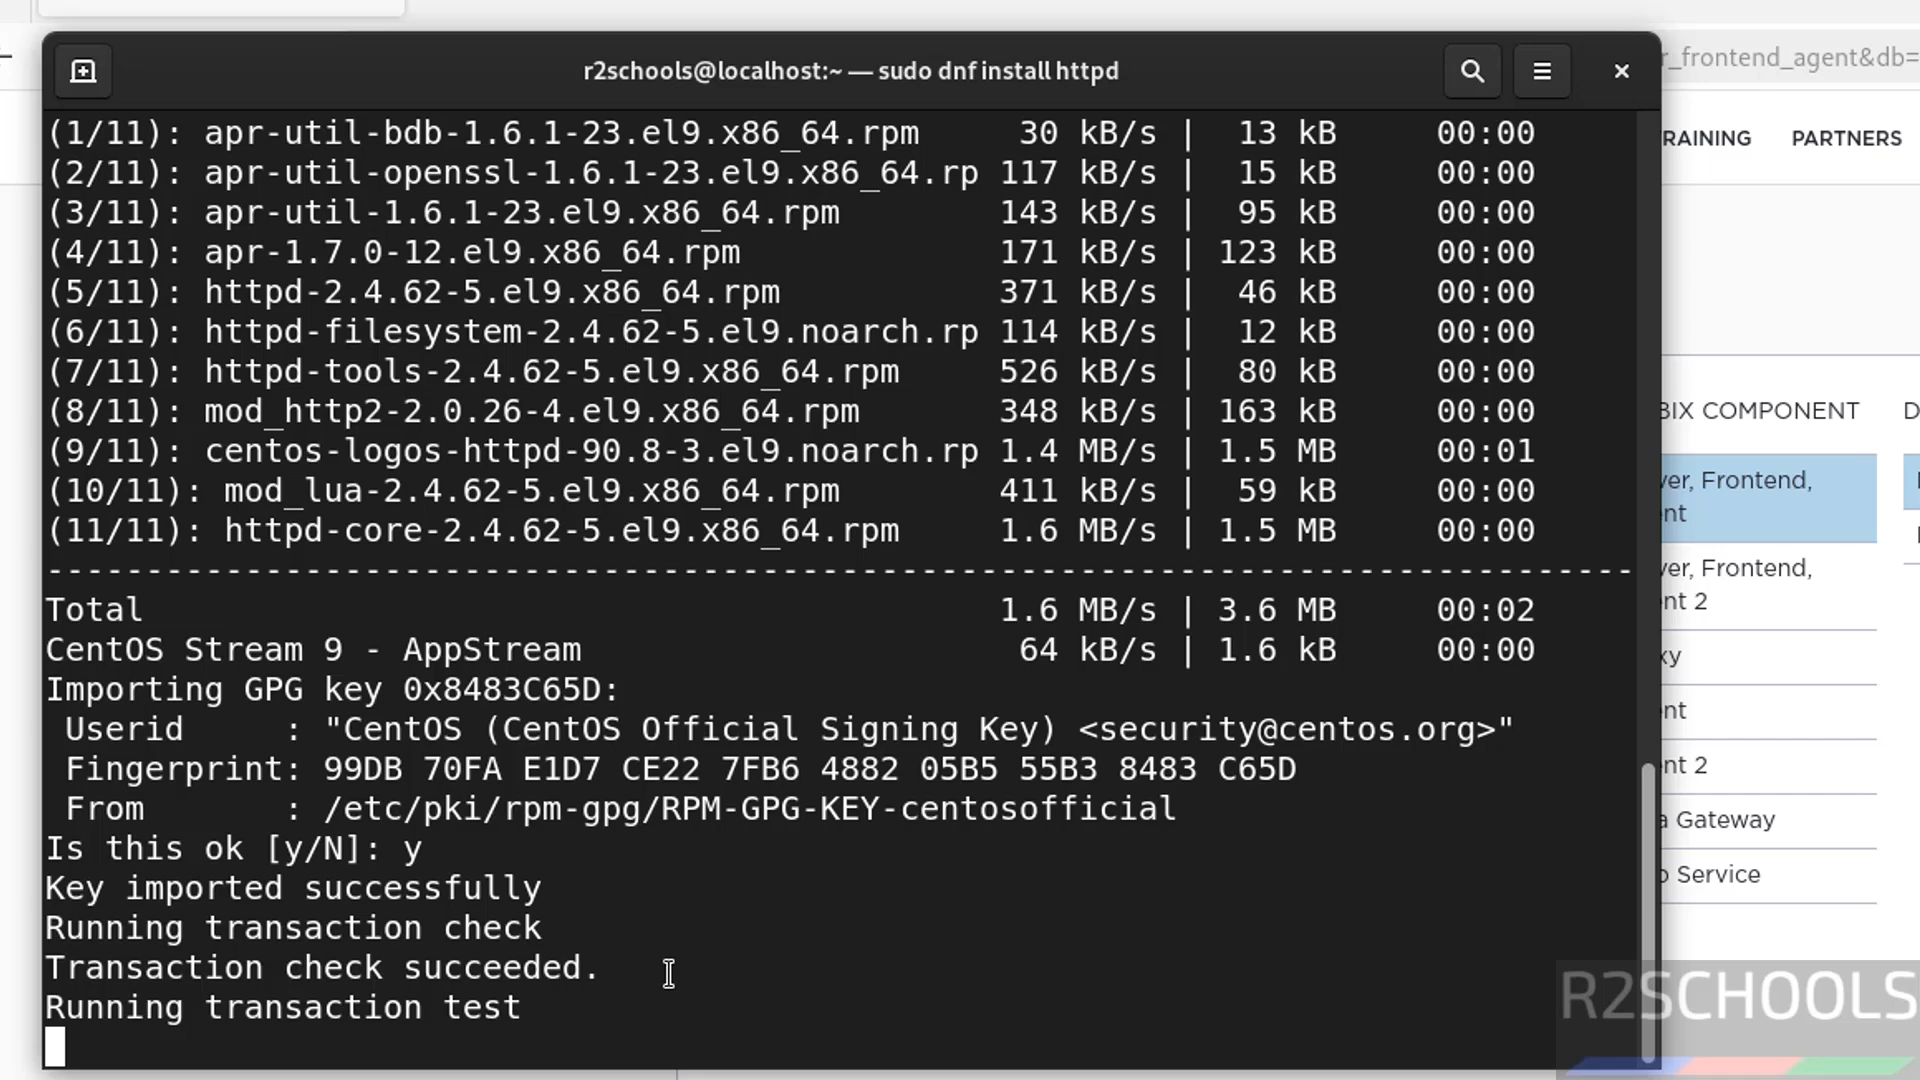 r2schools@localhost:~ — sudo dnf install httpd
r_frontend_agent&db=
RAINING PARTNERS
(1/11): apr-util-bdb-1.6.1-23.el9.x86_64.rpm 30 kB/s | 13 kB 00:00
(2/11): apr-util-openssl-1.6.1-23.el9.x86_64.rp 117 kB/s | 15 kB 00:00
(3/11): apr-util-1.6.1-23.el9.x86_64.rpm 143 kB/s | 95 kB 00:00
(4/11): apr-1.7.0-12.el9.x86_64.rpm 171 kB/s | 123 kB 00:00
(5/11): httpd-2.4.62-5.el9.x86_64.rpm 371 kB/s | 46 kB 00:00
(6/11): httpd-filesystem-2.4.62-5.el9.noarch.rp 114 kB/s | 12 kB 00:00
(7/11): httpd-tools-2.4.62-5.el9.x86_64.rpm 526 kB/s | 80 kB 00:00
(8/11): mod_http2-2.0.26-4.el9.x86_64.rpm 348 kB/s | 163 kB 00:00
(9/11): centos-logos-httpd-90.8-3.el9.noarch.rp 1.4 MB/s | 1.5 MB 00:01
(10/11): mod_lua-2.4.62-5.el9.x86_64.rpm 411 kB/s | 59 kB 00:00
(11/11): httpd-core-2.4.62-5.el9.x86_64.rpm 1.6 MB/s | 1.5 MB 00:00
--------------------------------------------------------------------------------
Total 1.6 MB/s | 3.6 MB 00:02
CentOS Stream 9 - AppStream 64 kB/s | 1.6 kB 00:00
Importing GPG key 0x8483C65D:
Userid : "CentOS (CentOS Official Signing Key) <security@centos.org>"
Fingerprint: 99DB 70FA E1D7 CE22 7FB6 4882 05B5 55B3 8483 C65D
From : /etc/pki/rpm-gpg/RPM-GPG-KEY-centosofficial
Is this ok [y/N]: y
Key imported successfully
Running transaction check
Transaction check succeeded.
Running transaction test
BIX COMPONENT D
ver, Frontend,
ent
ver, Frontend,
ent 2
xy
ent
ent 2
a Gateway
o Service
R2SCHOOLS